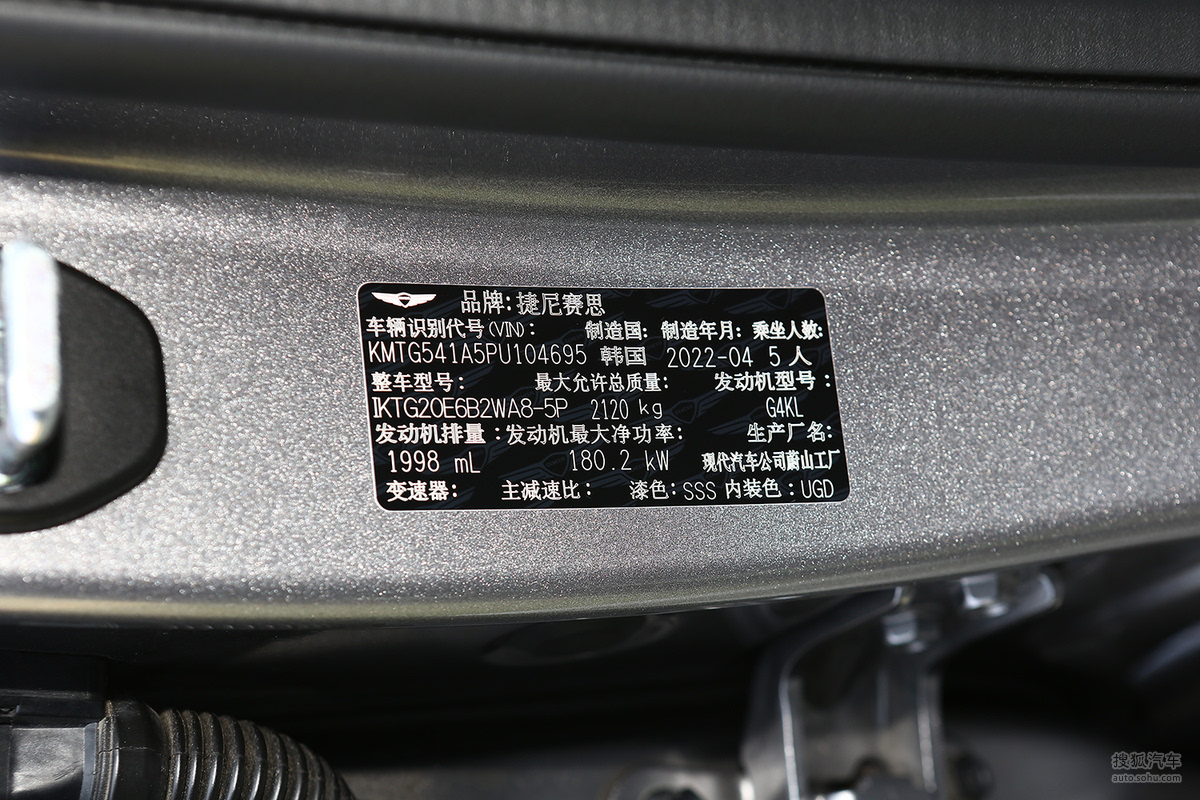 品牌:捷尼赛思
车辆识别代号(VIN): 制造国: 制造年月: 乘坐人数:
KMTG541A5PU104695 韩国 2022-04 5人
整车型号: 最大允许总质量: 发动机型号:
IKTG20E6B2WA8-5P 2120 kg G4KL
发动机排量:发动机最大净功率: 生产厂名:
1998 mL 180.2 kW 现代汽车公司蔚山工厂
变速器: 主减速比: 漆色:SSS 内装色:UGD
搜狐汽车
auto.sohu.com